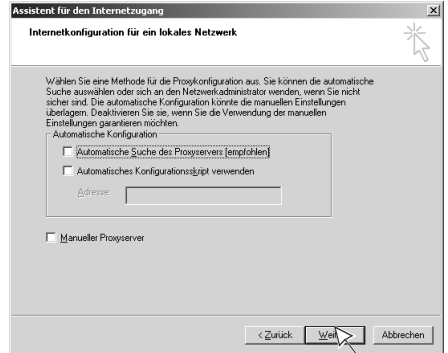 Assistent für den Internetzugang
Internetkonfiguration für ein lokales Netzwerk
Wählen Sie eine Methode für die Proxykonfiguration aus. Sie können die automatische
Suche auswählen oder sich an den Netzwerkadministrator wenden, wenn Sie nicht
sicher sind. Die automatische Konfiguration könnte die manuellen Einstellungen
überlagern. Deaktivieren Sie sie, wenn Sie die Verwendung der manuellen
Einstellungen garantieren möchten.
Automatische Konfiguration
Automatische Suche des Proxyservers [empfohlen]
Automatisches Konfigurationsskript verwenden
Adresse:
Manueller Proxyserver
< Zurück
Abbrechen